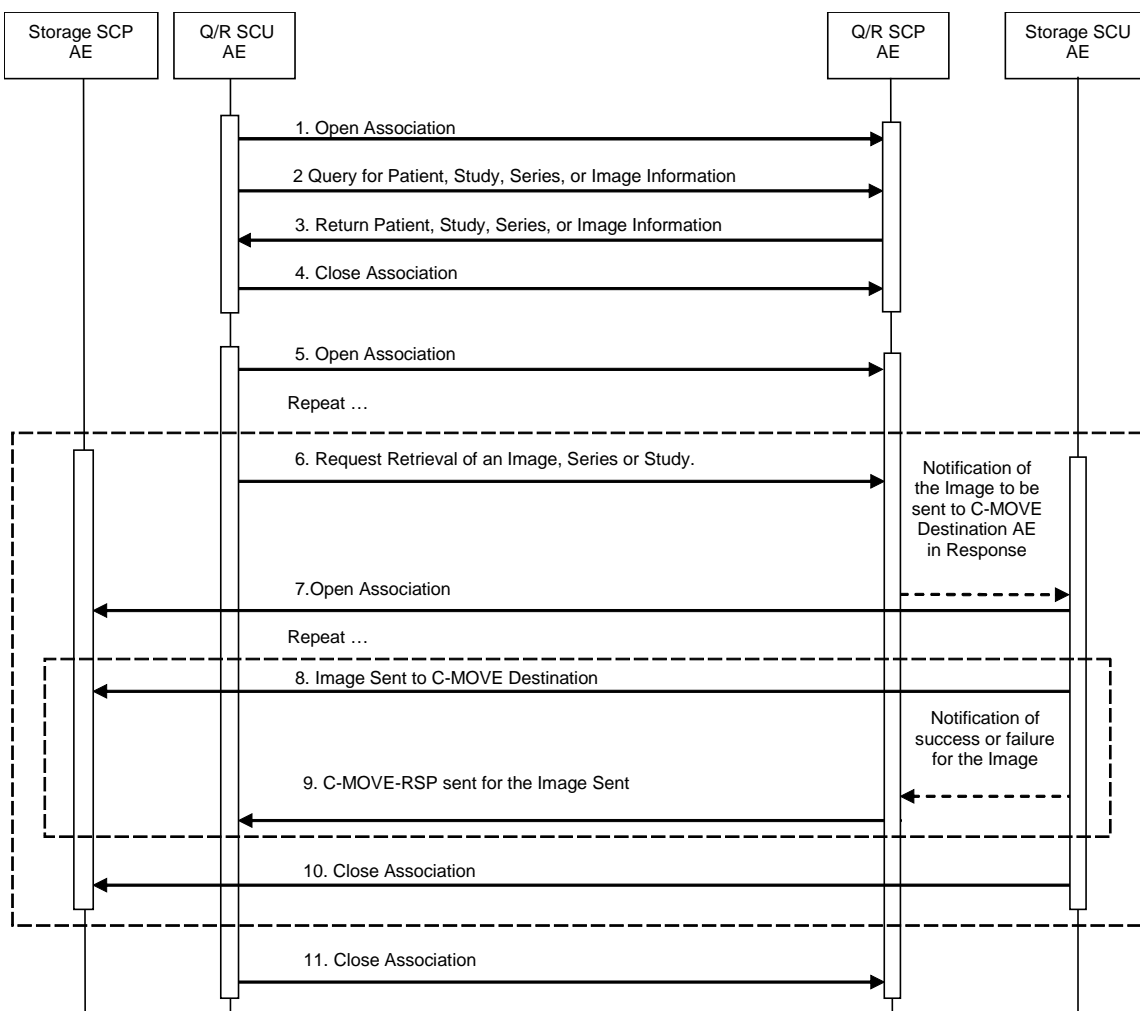 Storage SCP
AE
Q/R SCU
AE
Q/R SCP
AE
Storage SCU
AE
1. Open Association
2 Query for Patient, Study, Series, or Image Information
3. Return Patient, Study, Series, or Image Information
4. Close Association
5. Open Association
Repeat …
6. Request Retrieval of an Image, Series or Study.
Notification of
the Image to be
sent to C-MOVE
Destination AE
in Response
7.Open Association
Repeat …
8. Image Sent to C-MOVE Destination
Notification of
success or failure
for the Image
9. C-MOVE-RSP sent for the Image Sent
10. Close Association
11. Close Association